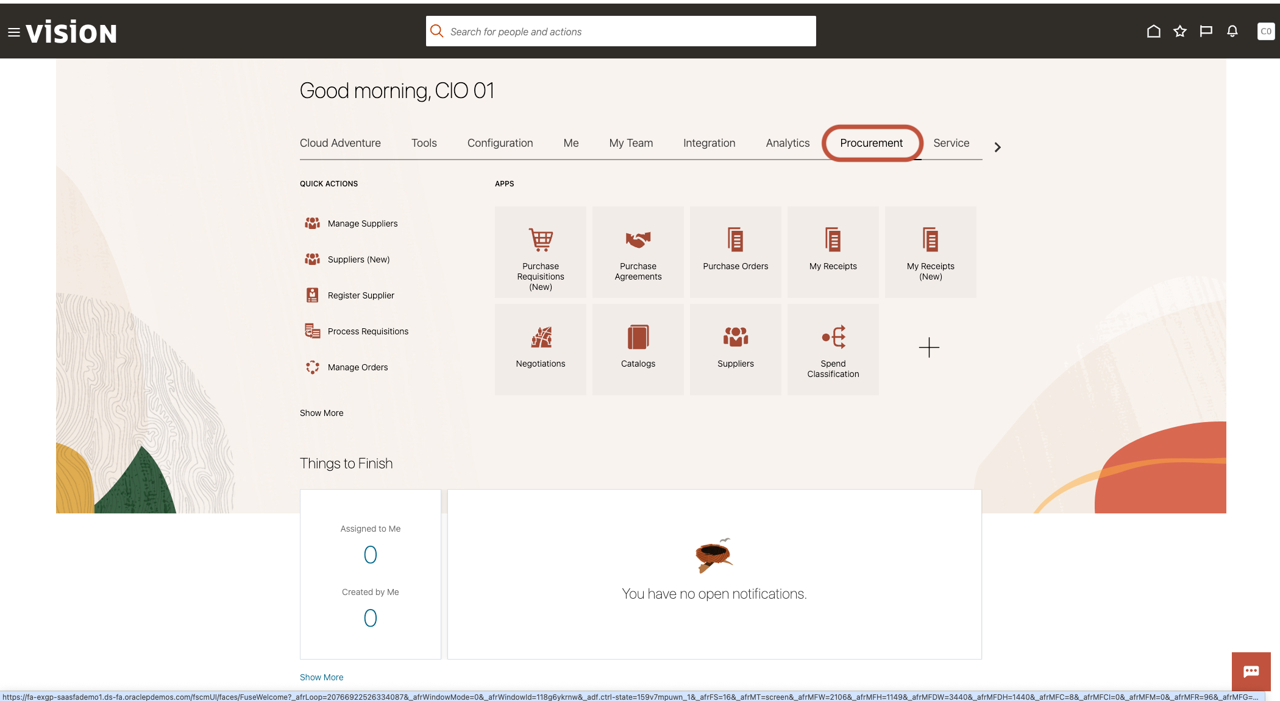 vision
Search for people and actions
CO
Good morning, CIO 01
Cloud Adventure
Tools
Configuration
Me
My Team
Integration
Analytics
Procurement
Service
QUICK ACTIONS
Manage Suppliers
Suppliers (New)
Register Supplier
Process Requisitions
Manage Orders
Show More
APPS
Purchase
Requisitions
(New)
Purchase
Agreements
Purchase Orders
My Receipts
My Receipts
(New)
Negotiations
Catalogs
Suppliers
Spend
Classification
Things to Finish
Assigned to Me
0
Created by Me
0
You have no open notifications.
Show More
https://fa-exgp-saasfademo1.ds-fa.oraclepdemos.com/fscmUI/faces/FuseWelcome?_afrLoop=20766922526334087&_afrWindowMode=0&_afrWindowId=118g6ykrnw&_adf.ctrl-state=159v7mpuwn_1&_afrFS=16&_afrMT=screen&_afrMFW=2106&_afrMFH=1149&_afrMFDW=3440&_afrMFDH=1440&_afrMFC=8&_afrMFCI=0&_afrMFM=0&_afrMFR=96&_afrMFG=...